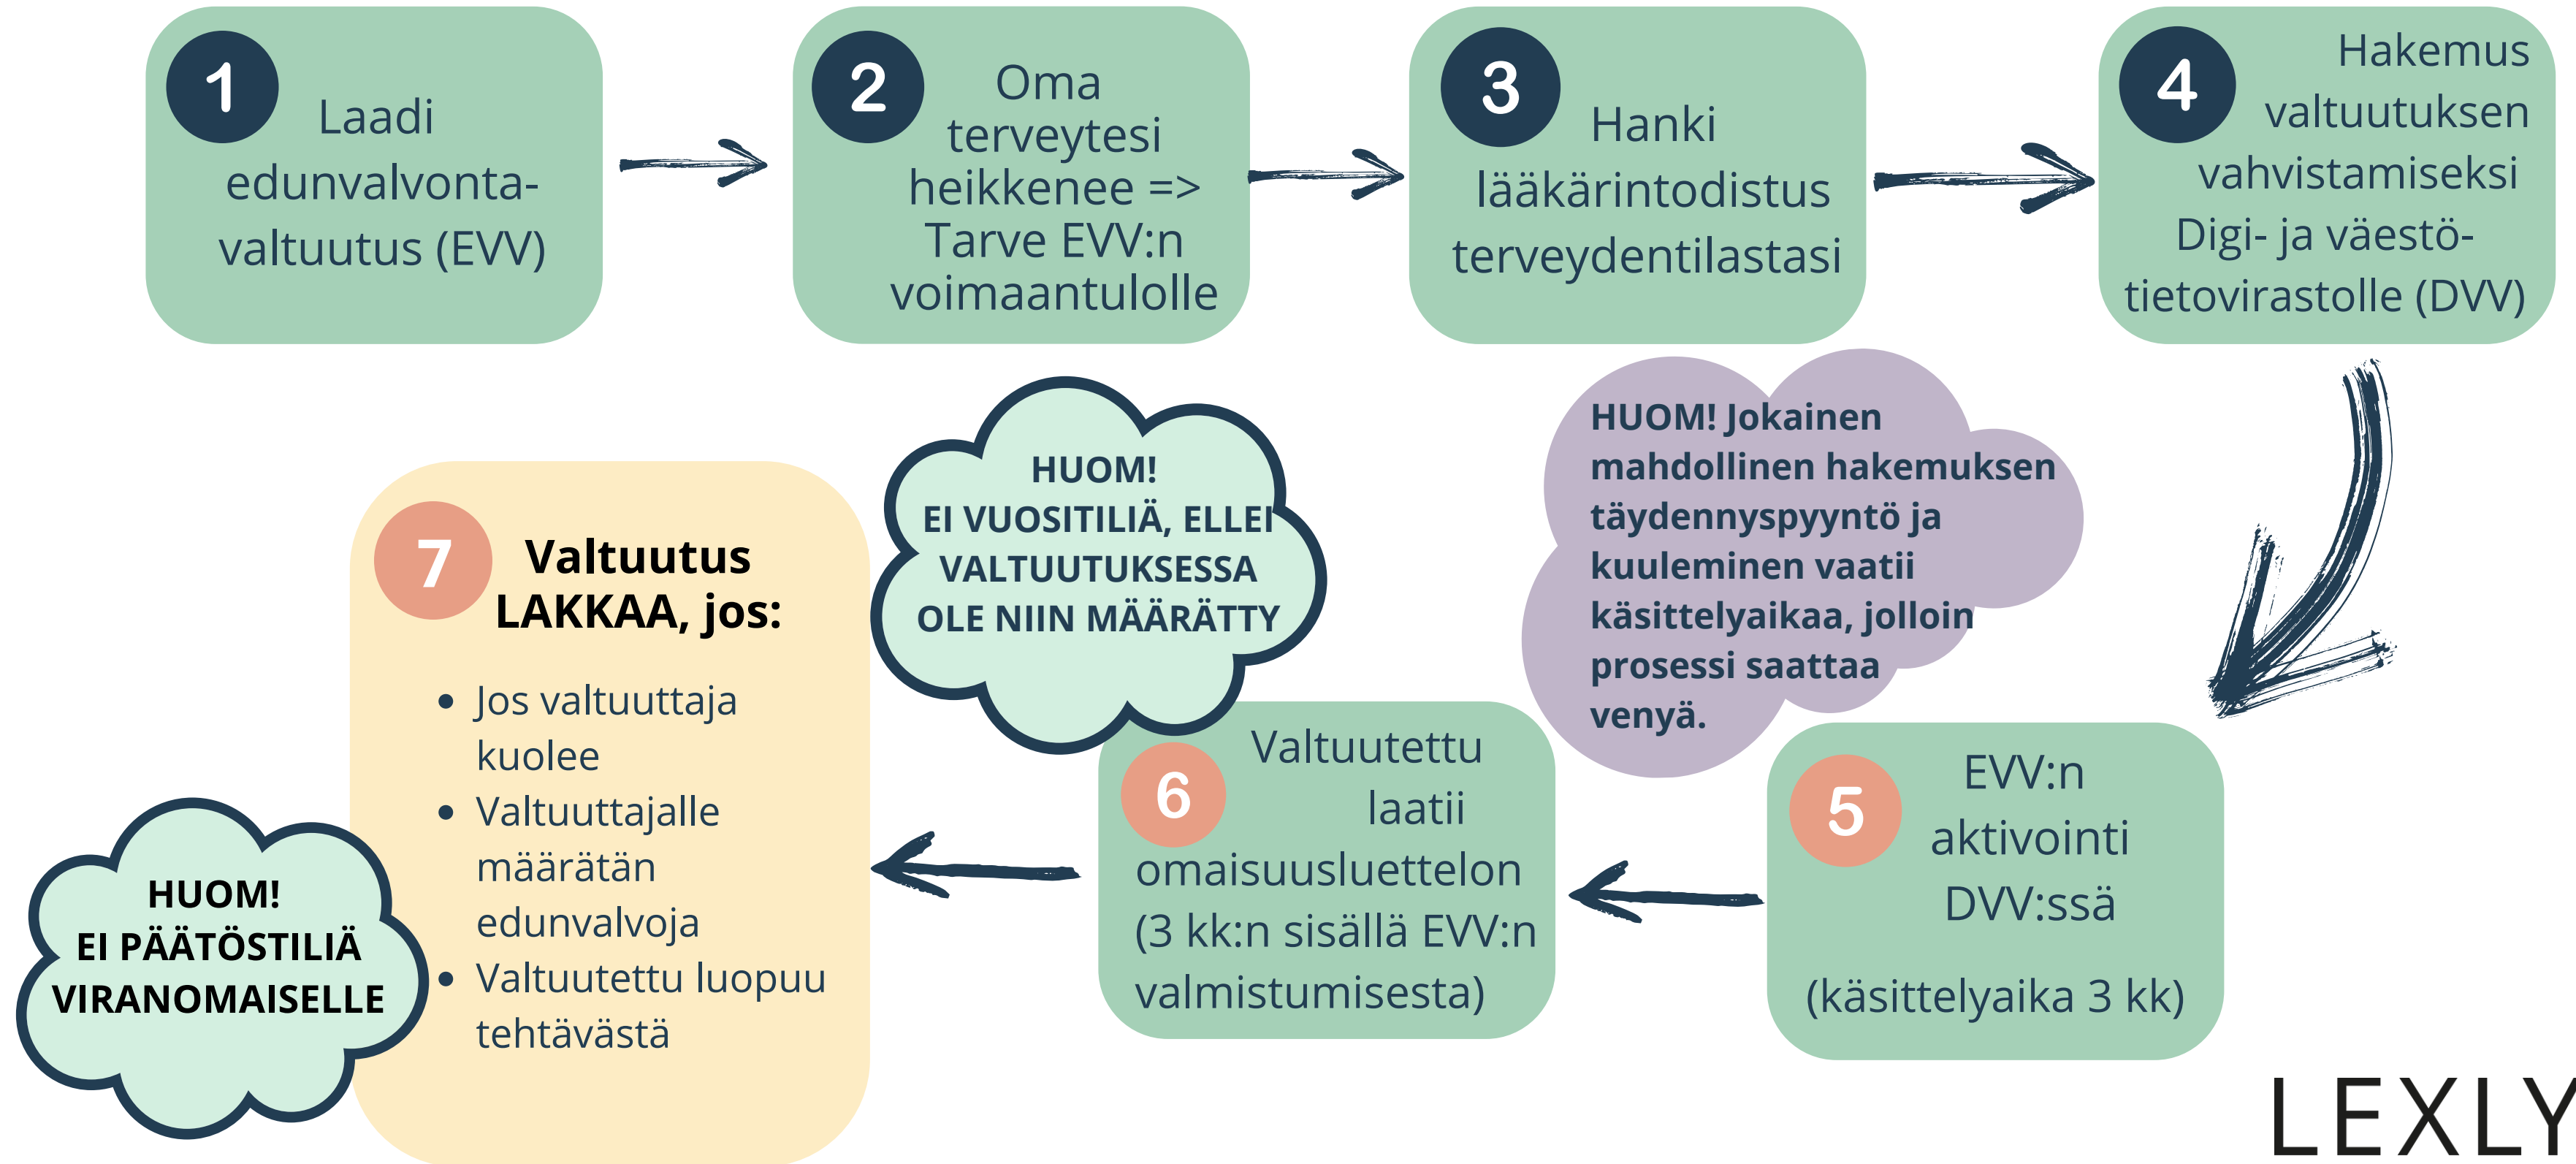 1
Laadi
edunvalvonta-
valtuutus (EVV)
2
Oma
terveytesi
heikkenee =>
Tarve EVV:n
voimaantulolle
3
Hanki
lääkärintodistus
terveydentilastasi
4
Hakemus
valtuutuksen
vahvistamiseksi
Digi- ja väestö-
tietovirastolle (DVV)
HUOM! Jokainen
mahdollinen hakemuksen
täydennyspyyntö ja
kuuleminen vaatii
käsittelyaikaa, jolloin
prosessi saattaa
venyä.
5
EVV:n
aktivointi
DVV:ssä
(käsittelyaika 3 kk)
6
Valtuutettu
laatii
omaisuusluettelon
(3 kk:n sisällä EVV:n
valmistumisesta)
HUOM!
EI VUOSITILIÄ, ELLEI
VALTUUTUKSESSA
OLE NIIN MÄÄRÄTTY
7
Valtuutus
LAKKAA, jos:
• Jos valtuuttaja
kuolee
• Valtuuttajalle
määrätän
edunvalvoja
• Valtuutettu luopuu
tehtävästä
HUOM!
EI PÄÄTÖSTILIÄ
VIRANOMAISELLE
LEXLY